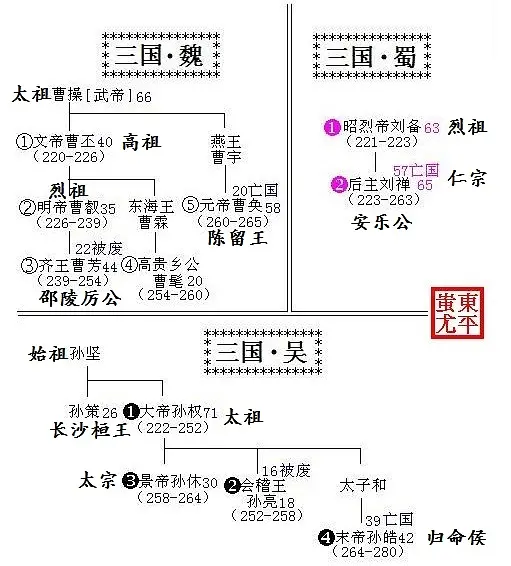 三国·魏
太祖曹操[武帝]66
①文帝曹丕40 高祖
(220-226)
燕王
曹宇
烈祖
②明帝曹叡35
(226-239)
东海王
曹霖
20亡国
⑤元帝曹奂58
(260-265)
陈留王
22被废
③齐王曹芳44
(239-254)
邵陵厉公
④高贵乡公
曹髦20
(254-260)
三国·蜀
❶昭烈帝刘备63 烈祖
(221-223)
57亡国
❷后主刘禅65 仁宗
(223-263)
安乐公
東平
蚩尤
三国·吴
始祖孙坚
孙策26
长沙桓王
❶大帝孙权71 太祖
(222-252)
太宗 ❸景帝孙休30
(258-264)
16被废
❷会稽王
孙亮18
(252-258)
太子和
39亡国
❹末帝孙皓42 归命侯
(264-280)